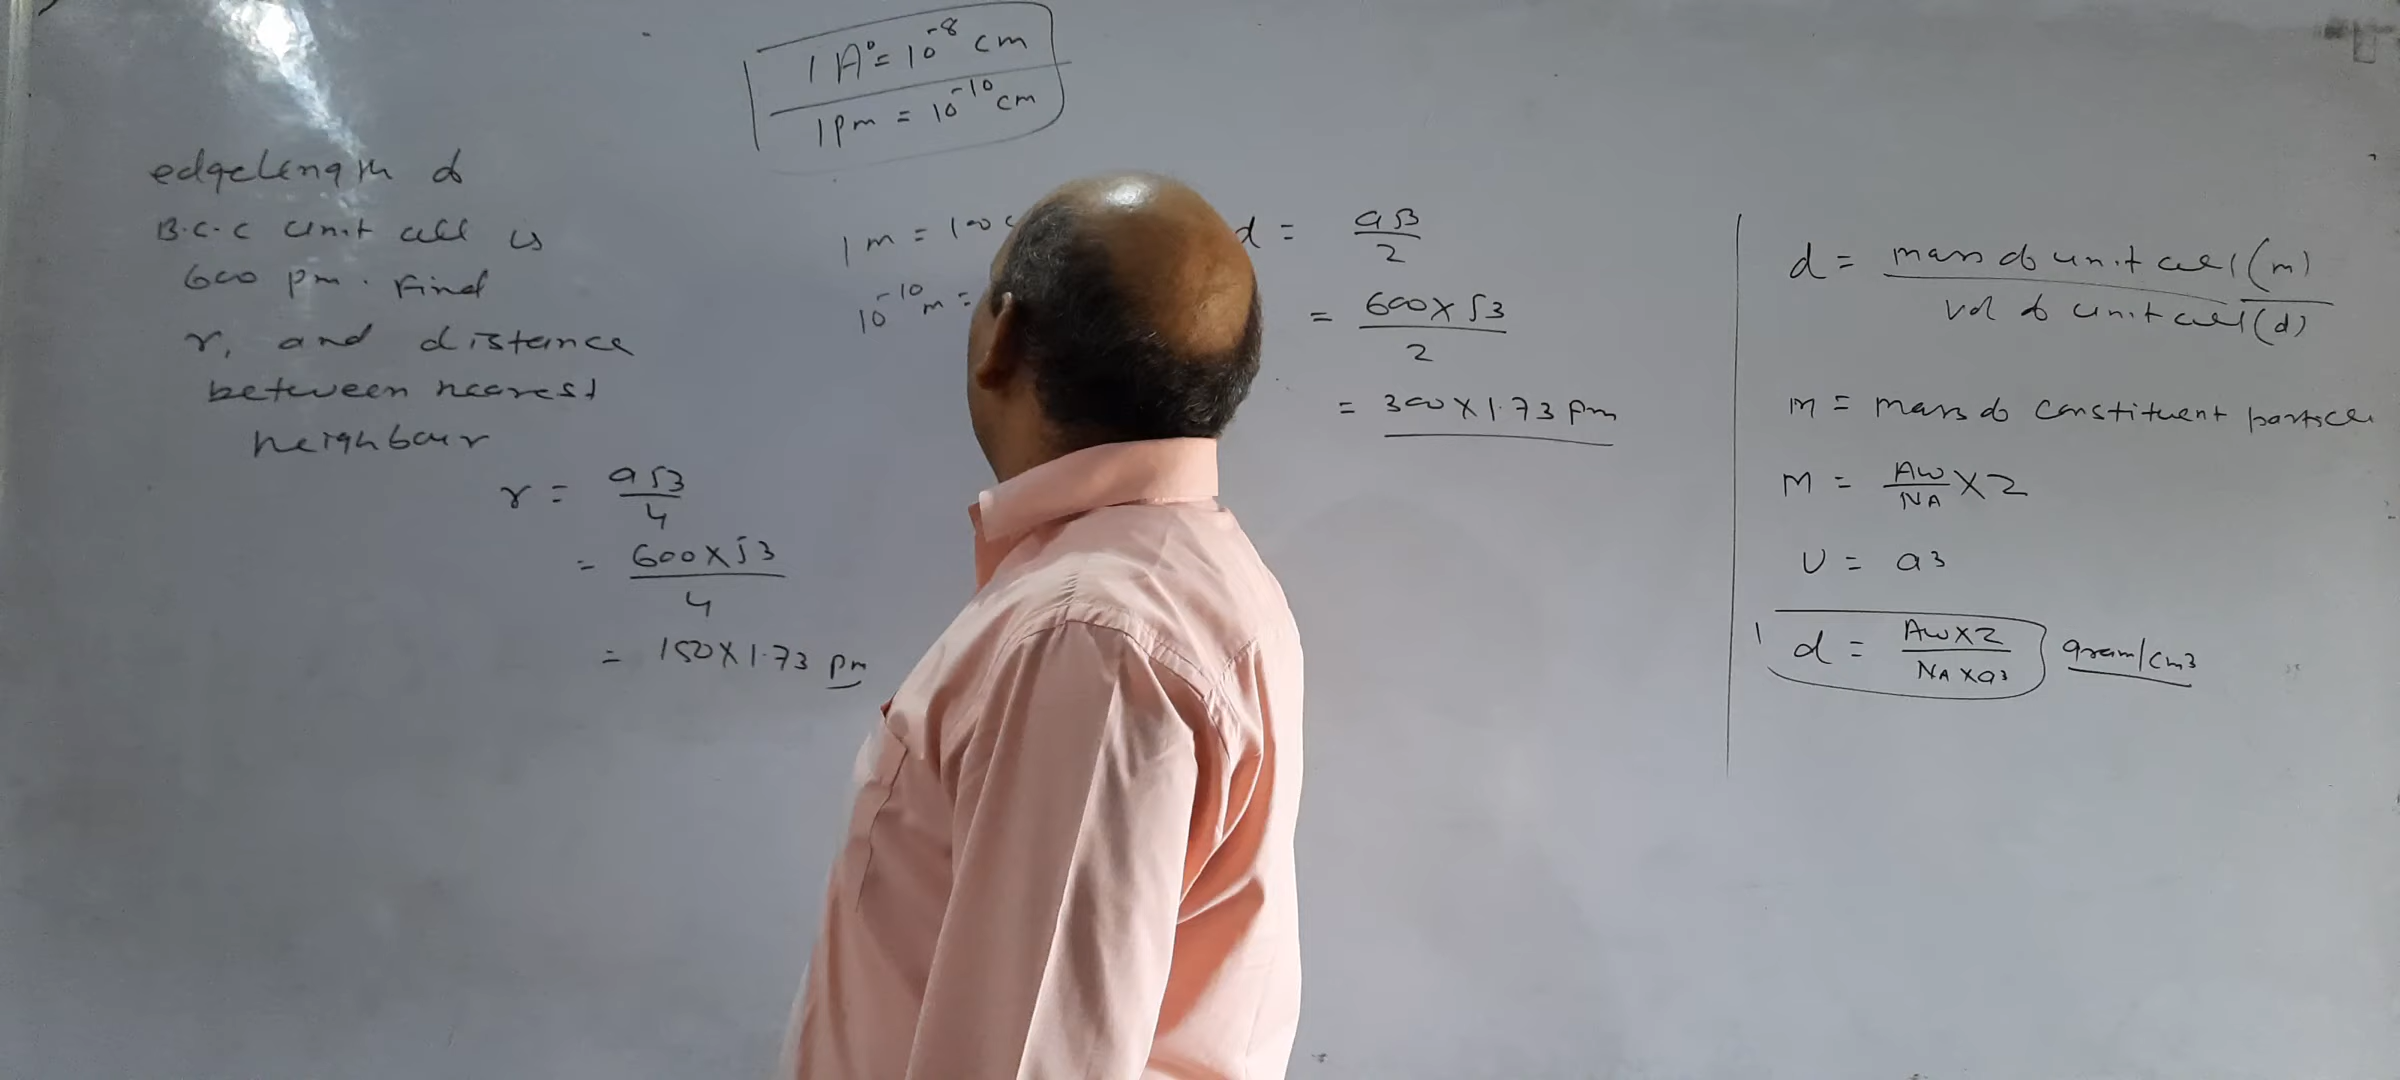 1 A° = 10⁻⁸ cm
1 pm = 10⁻¹⁰ cm
edgelength of
B.C.C unit cell is
600 pm. Find
r, and distance
between nearest
neighbour
r = a√3/4
= 600×√3/4
= 150×1.73 pm
1 m = 100 c
10⁻¹⁰ m =
d = a√3/2
= 600×√3/2
= 300×1.73 pm
d = mass of unit cell (m)/vol of unit cell (d)
m = mass of constituent particle
m = Aw/NA × Z
V = a³
d = Aw×Z/NA×a³ gram/cm³